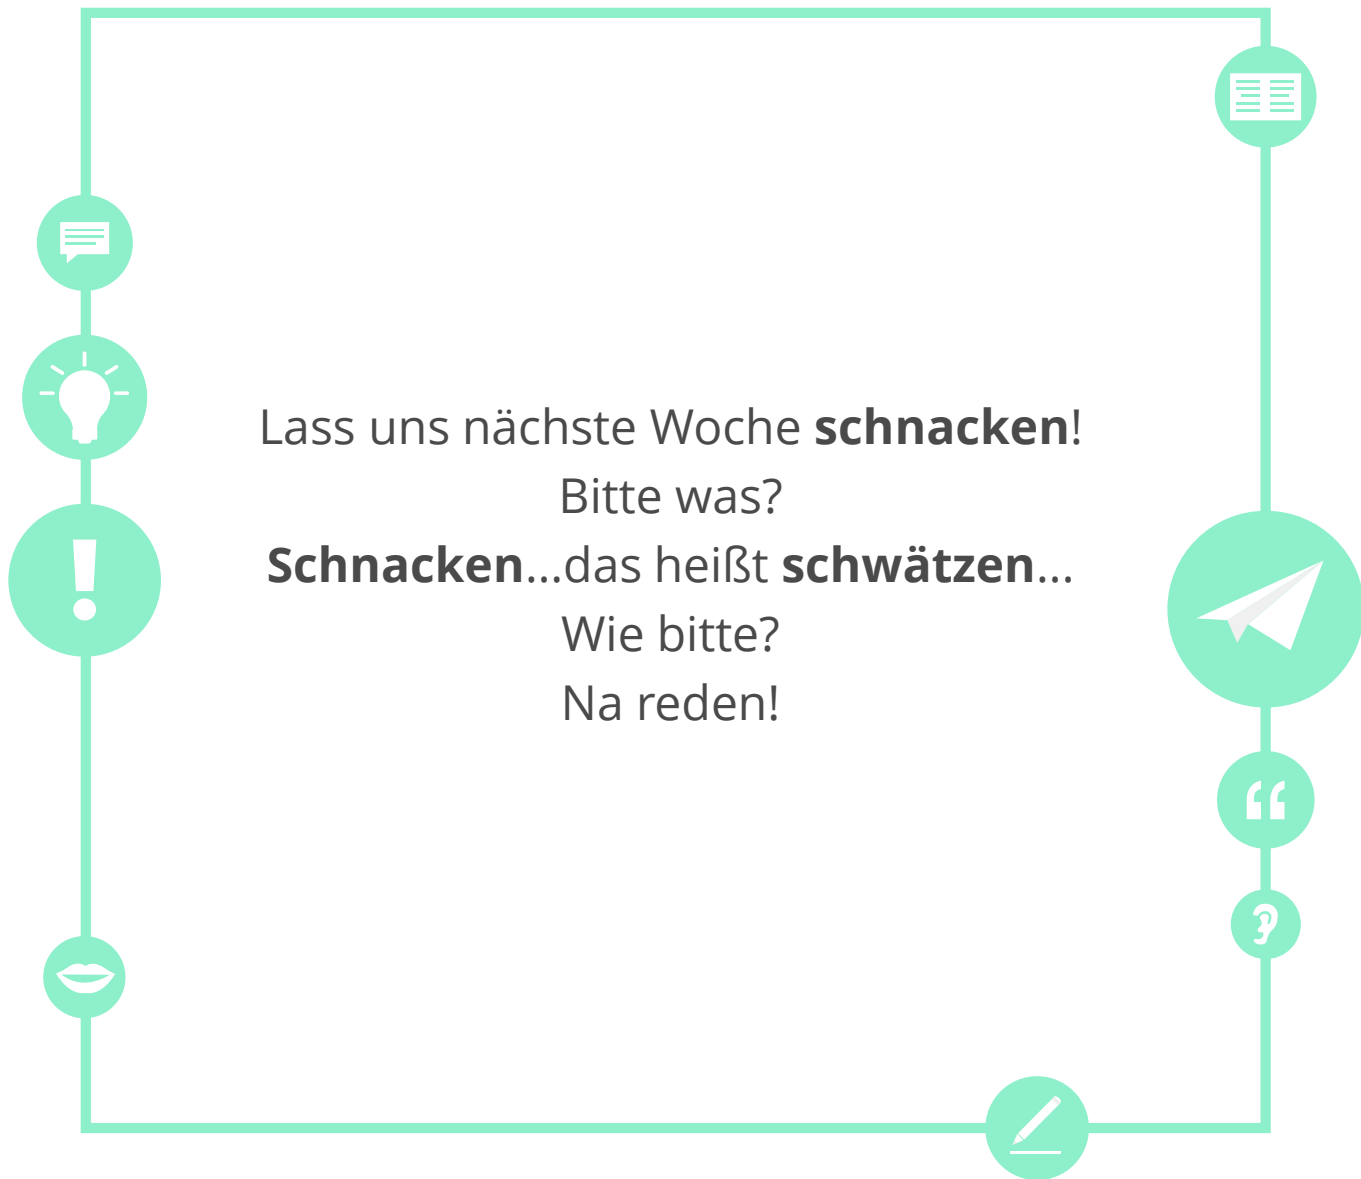 Lass uns nächste Woche schnacken!
Bitte was?
Schnacken...das heißt schwätzen...
Wie bitte?
Na reden!